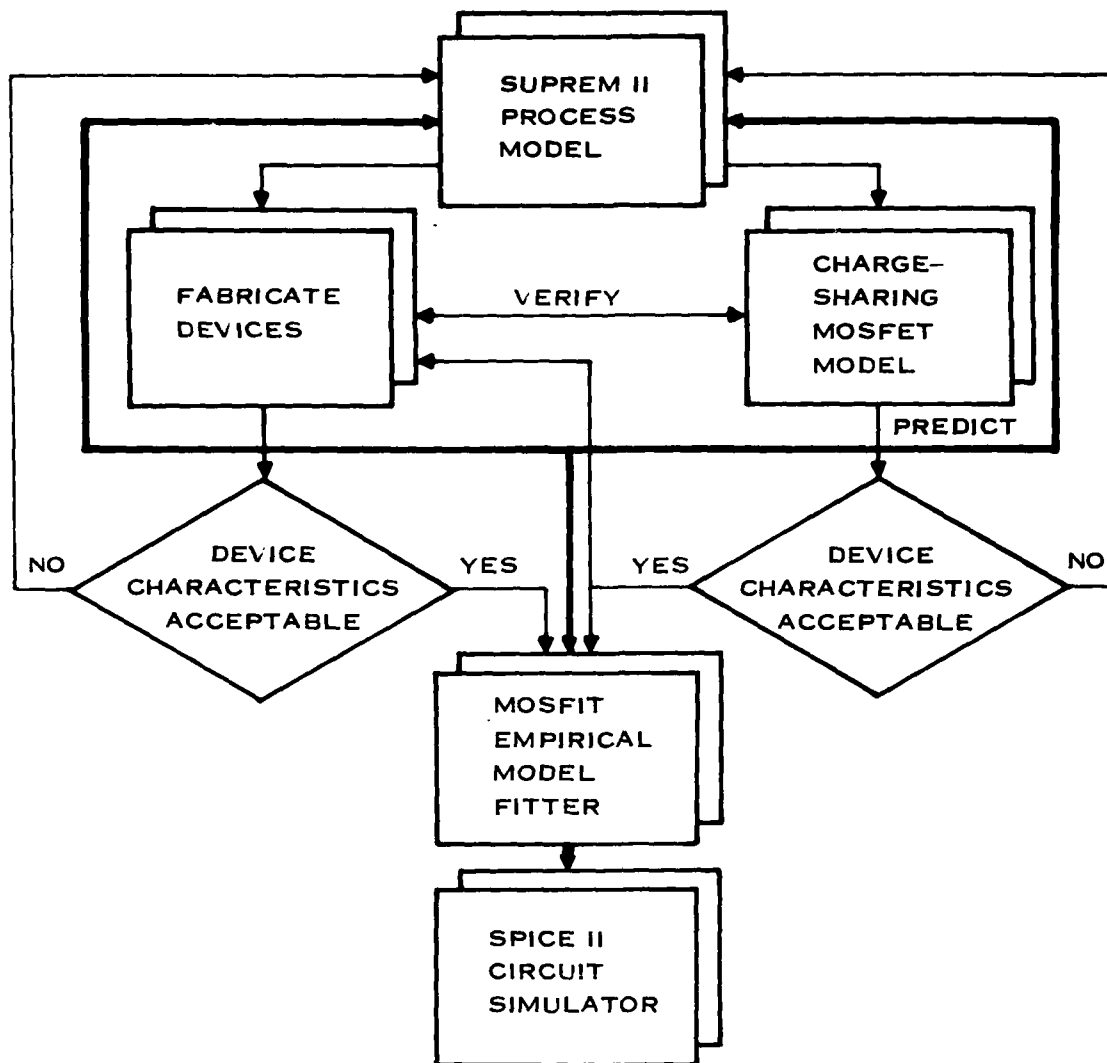 SUPREM II
PROCESS
MODEL
FABRICATE
DEVICES
VERIFY
CHARGE-
SHARING
MOSFET
MODEL
PREDICT
NO
DEVICE
CHARACTERISTICS
ACCEPTABLE
YES
YES
DEVICE
CHARACTERISTICS
ACCEPTABLE
NO
MOSFIT
EMPIRICAL
MODEL
FITTER
SPICE II
CIRCUIT
SIMULATOR